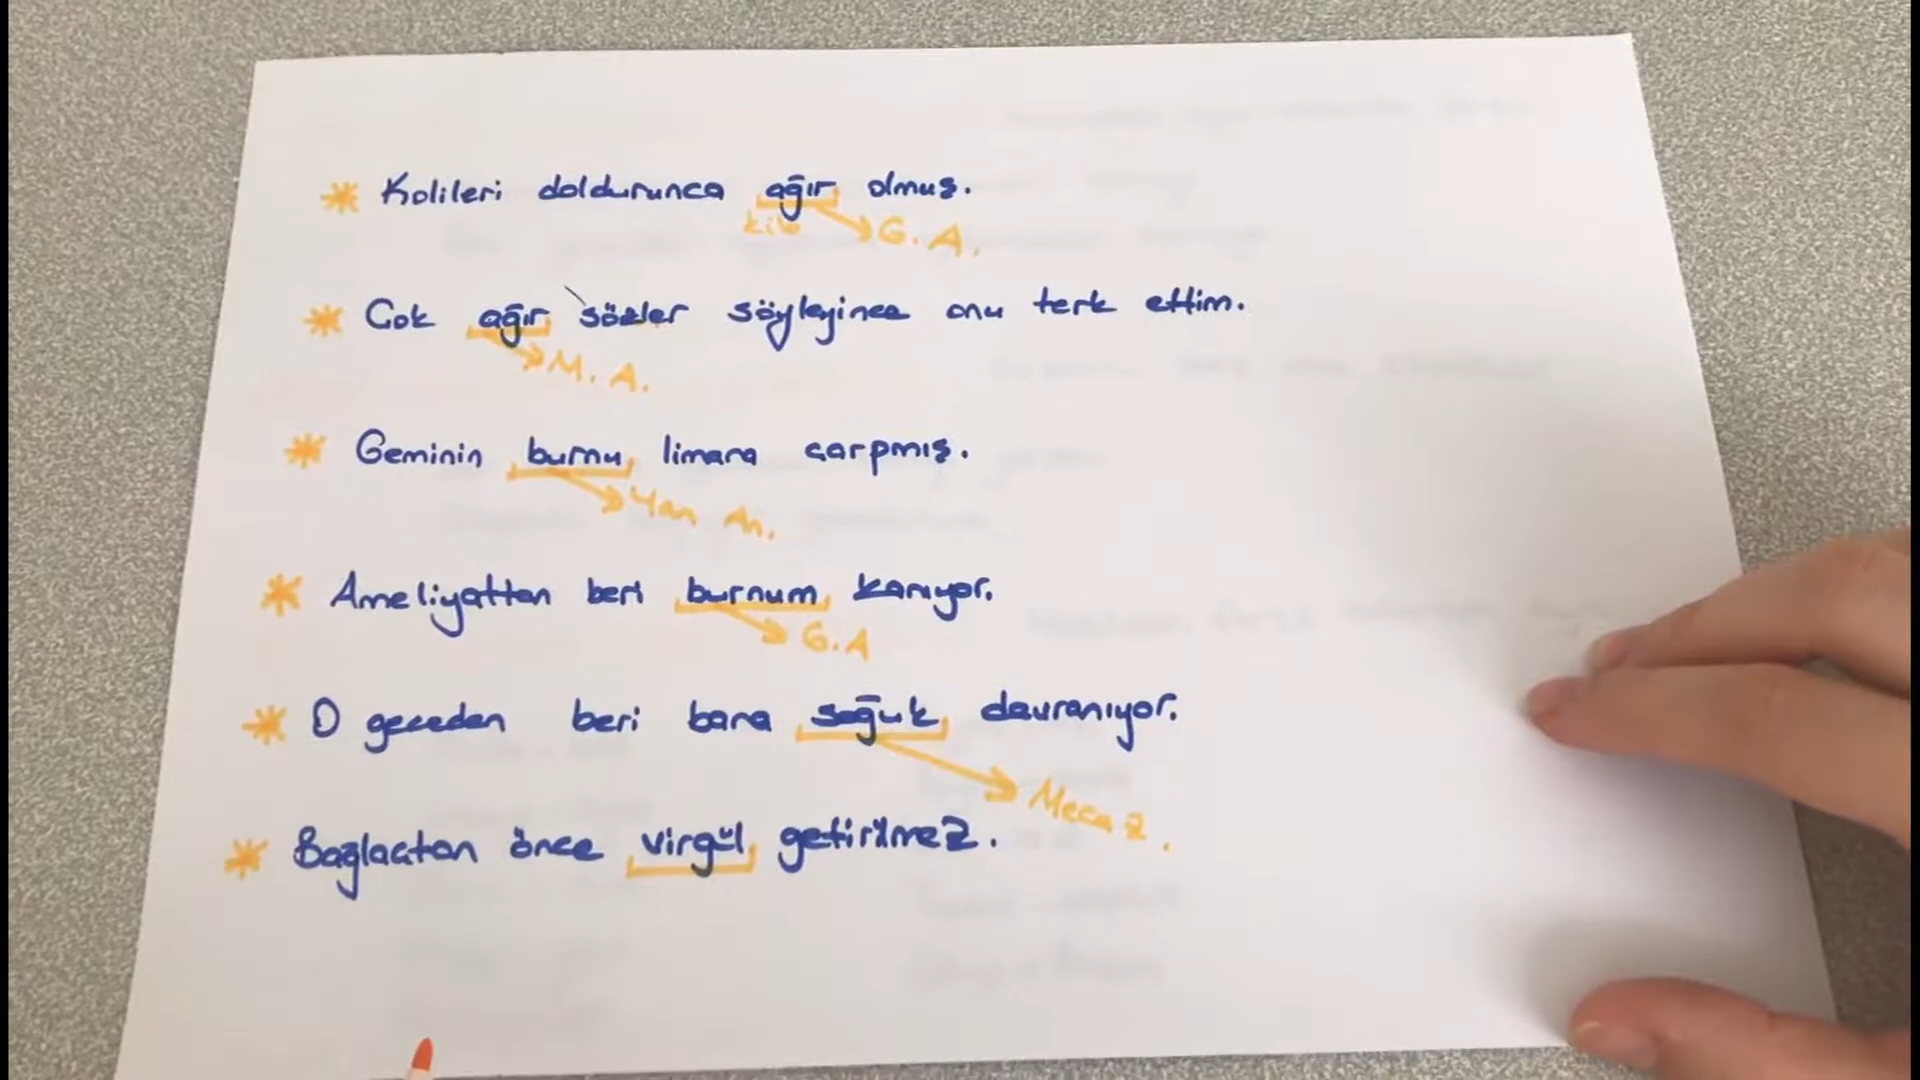 * Kolileri doldurunca ağır olmuş.
kilo G.A.
* Çok ağır sözler söyleyince onu terk ettim.
M.A.
* Geminin burnu limana çarpmış.
Yan An.
* Ameliyattan beri burnum kanıyor.
G.A
* O geceden beri bana soğuk davranıyor.
Mecaz.
* Bağlaçtan önce virgül getirilmez.